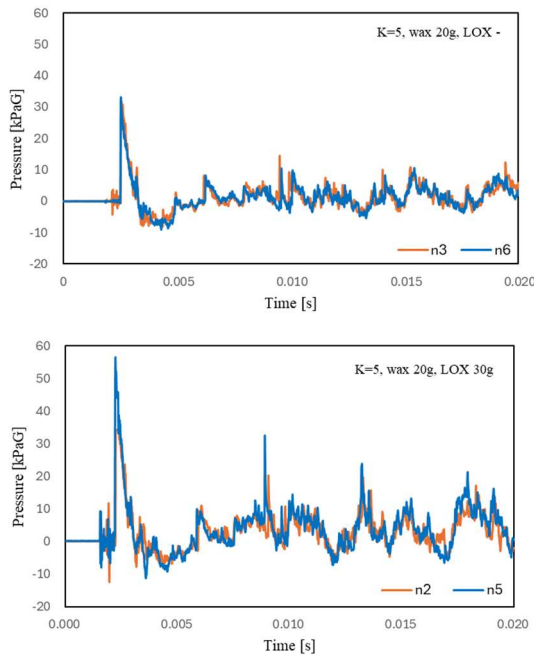 60
50
K=5, wax 20g, LOX -
40
30
20
10
0
-10
-20
Pressure [kPaG]
n3 n6
0 0.005 0.010 0.015 0.020
Time [s]
60
50
K=5, wax 20g, LOX 30g
40
30
20
10
0
-10
-20
Pressure [kPaG]
n2 n5
0.000 0.005 0.010 0.015 0.020
Time [s]